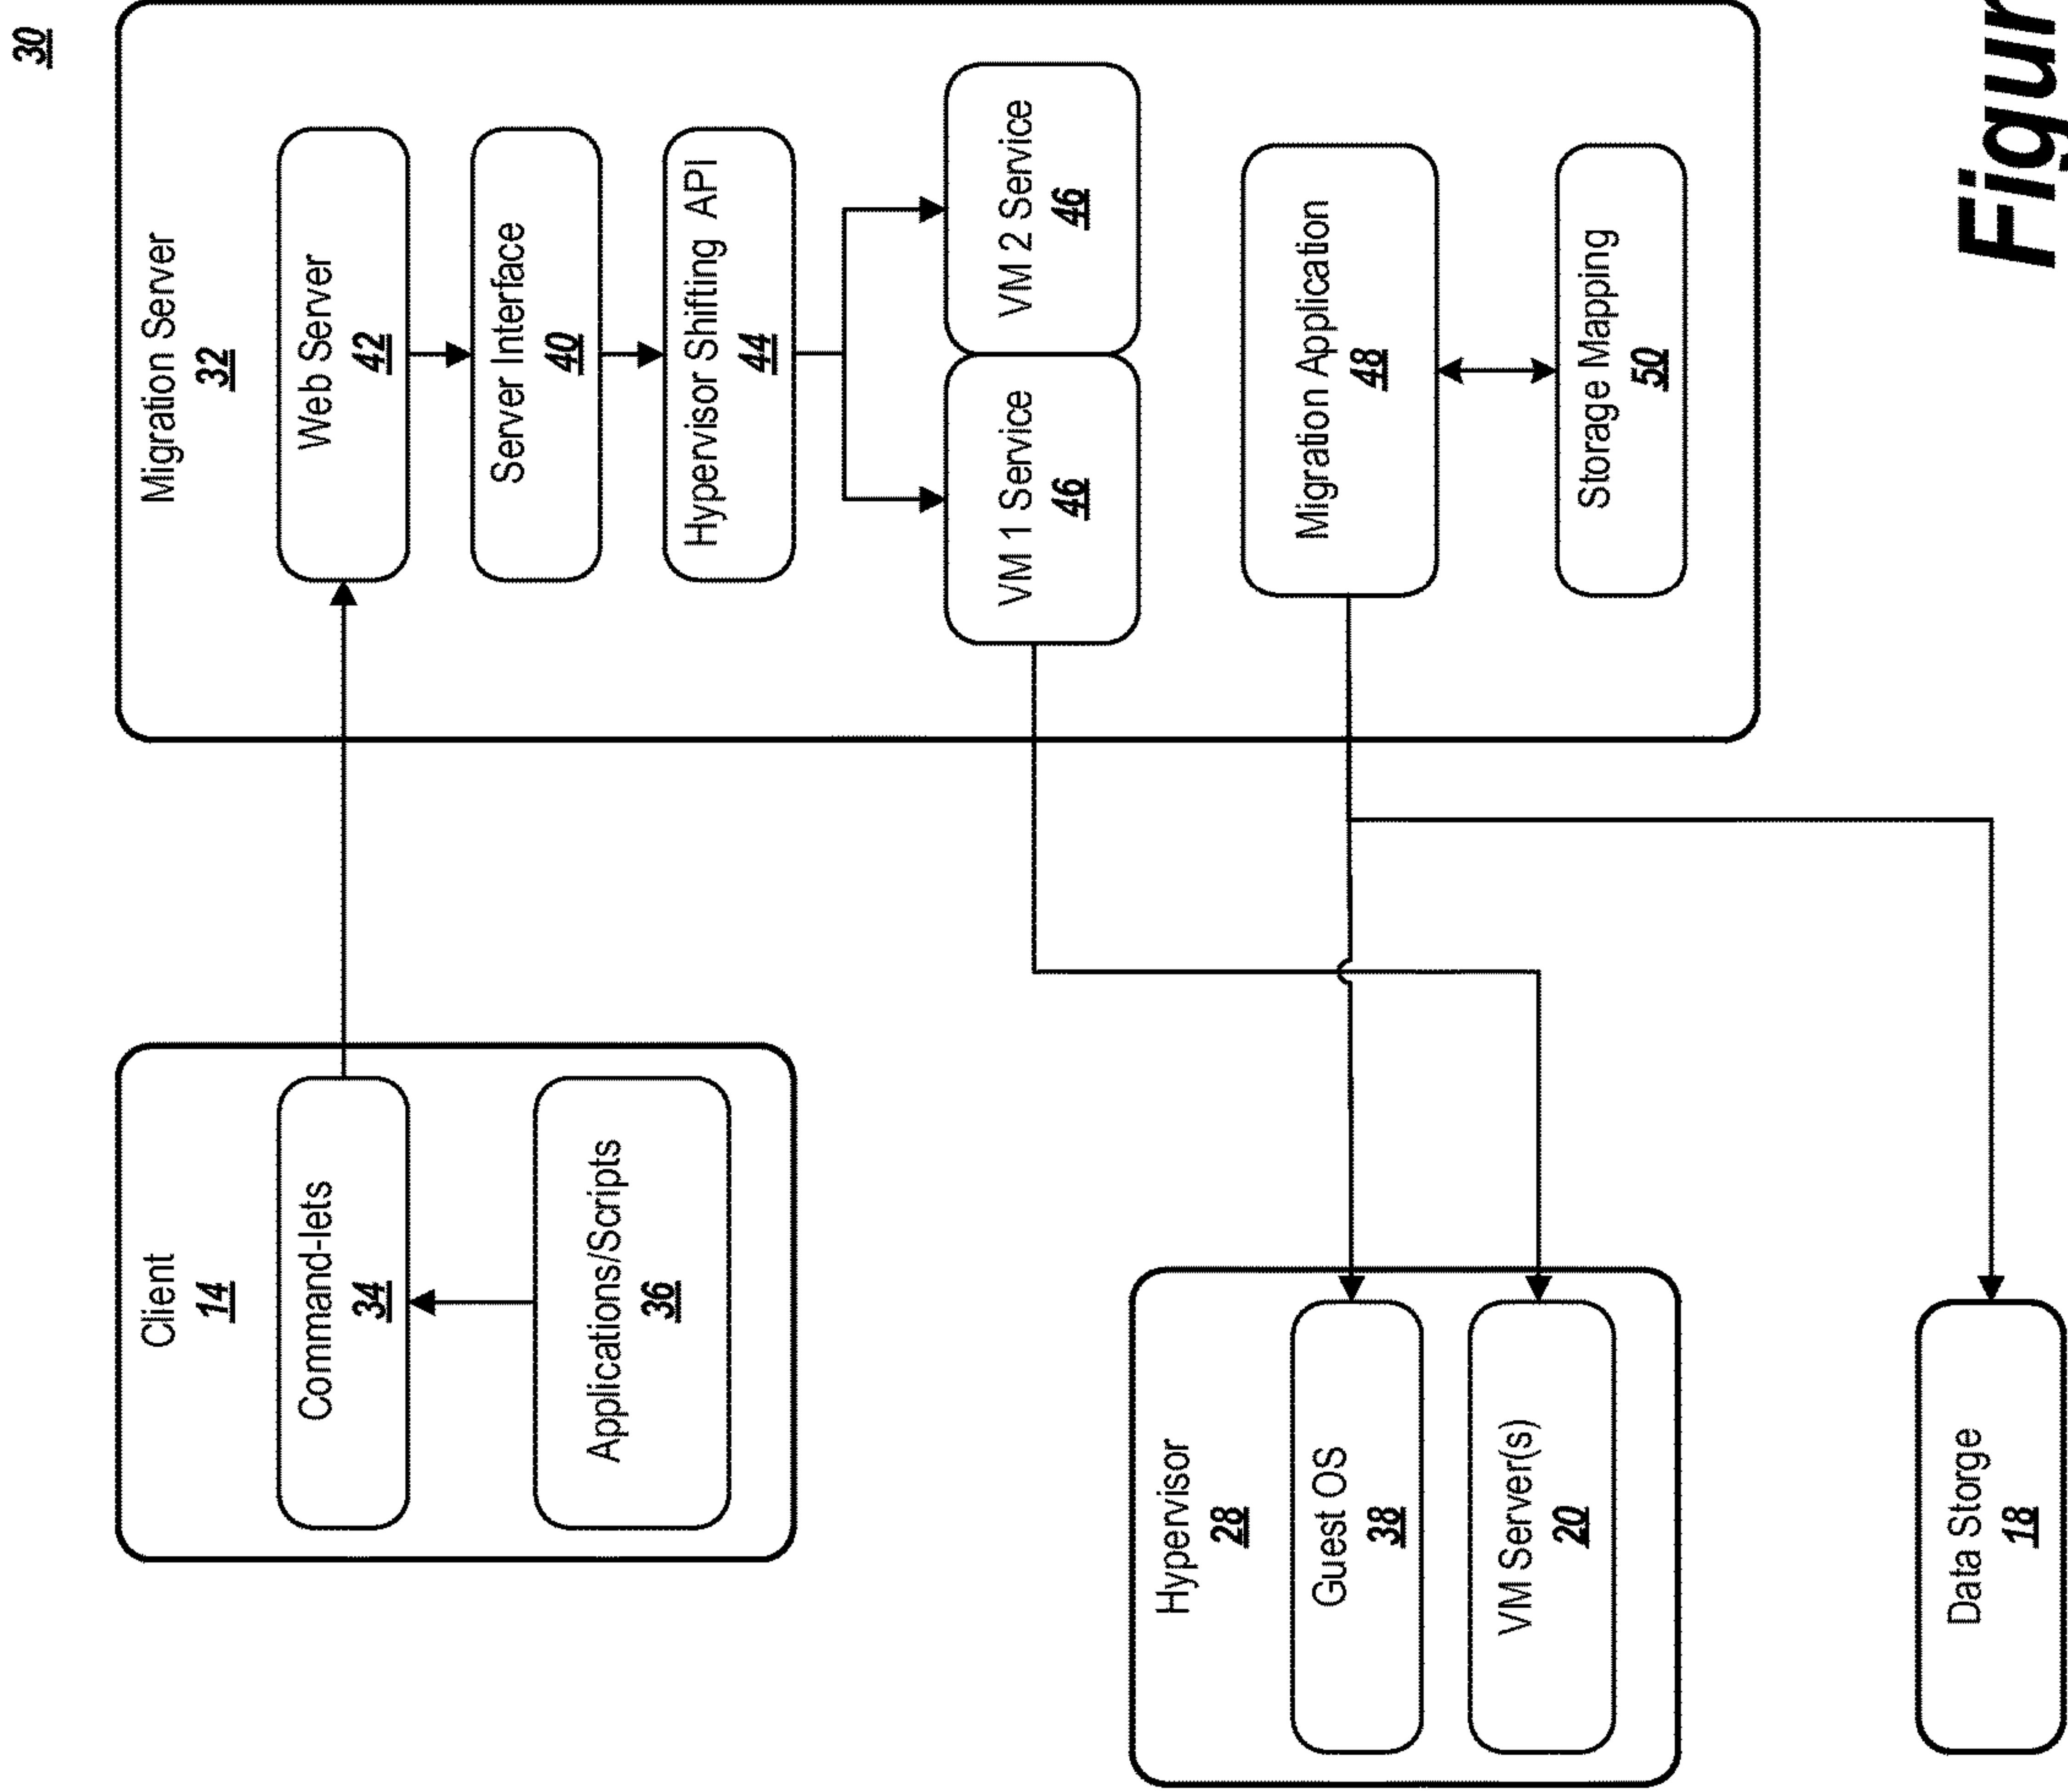 30
Client
14
Command-lets
34
Applications/Scripts
36
Migration Server
32
Web Server
42
Server Interface
40
Hypervisor Shifting API
44
VM 1 Service
46
VM 2 Service
46
Migration Application
48
Storage Mapping
50
Hypervisor
28
Guest OS
38
VM Server(s)
20
Data Storge
18
Figur